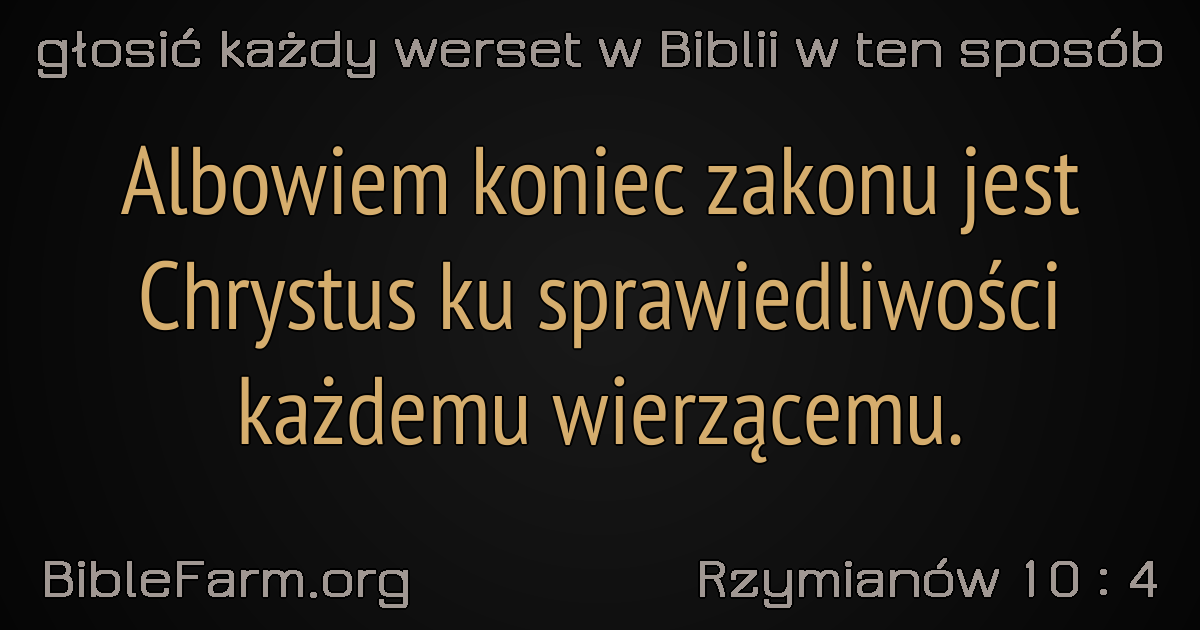 głosić każdy werset w Biblii w ten sposób
Albowiem koniec zakonu jest
Chrystus ku sprawiedliwości
każdemu wierzącemu.
BibleFarm.org
Rzymianów 10 : 4